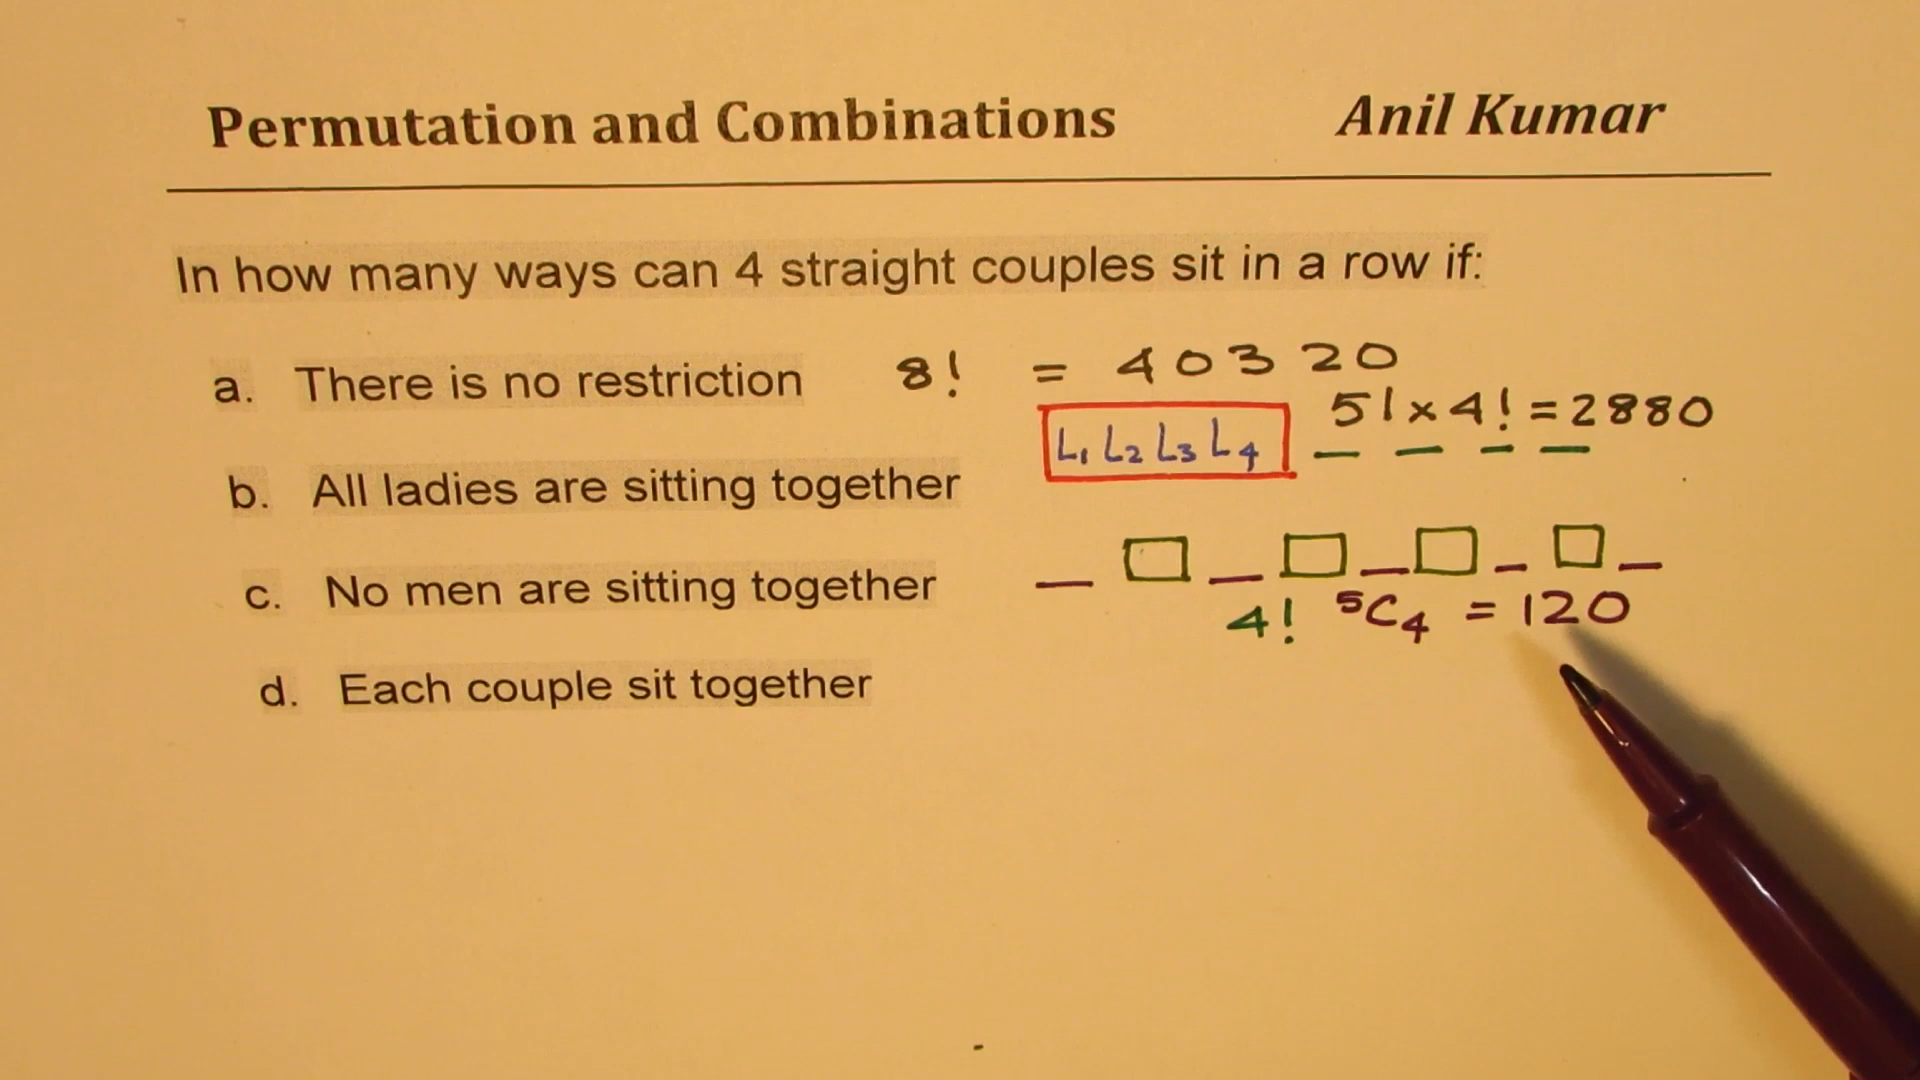 Permutation and Combinations Anil Kumar
In how many ways can 4 straight couples sit in a row if:
a. There is no restriction 8! = 40320
5! x 4! = 2880
L1 L2 L3 L4
b. All ladies are sitting together
c. No men are sitting together
4! ⁵C₄ = 120
d. Each couple sit together